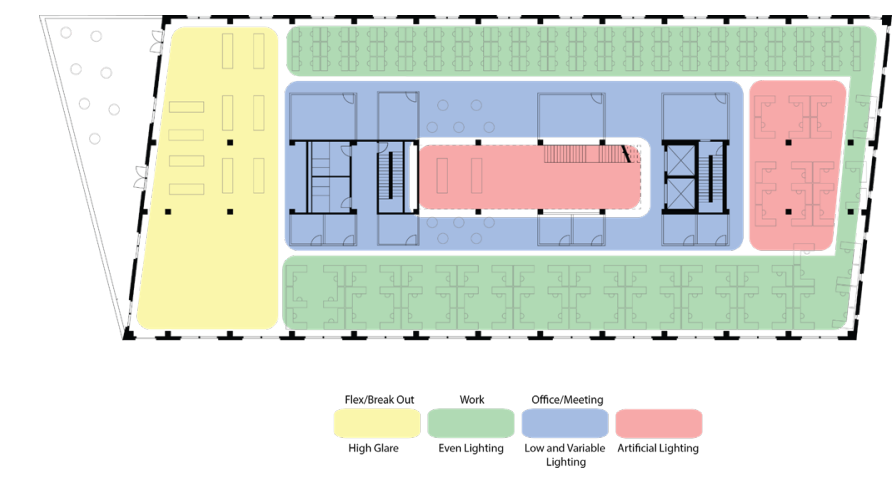 Flex/Break Out
Work
Office/Meeting
High Glare
Even Lighting
Low and Variable
Lighting
Artificial Lighting